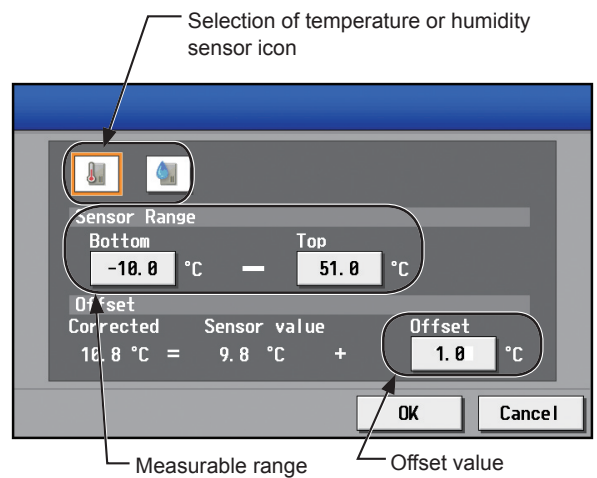 Selection of temperature or humidity
sensor icon
Sensor Range
Bottom Top
-10.0 °C — 51.0 °C
Offset
Corrected Sensor value Offset
10.8 °C = 9.8 °C + 1.0 °C
OK Cancel
Measurable range Offset value